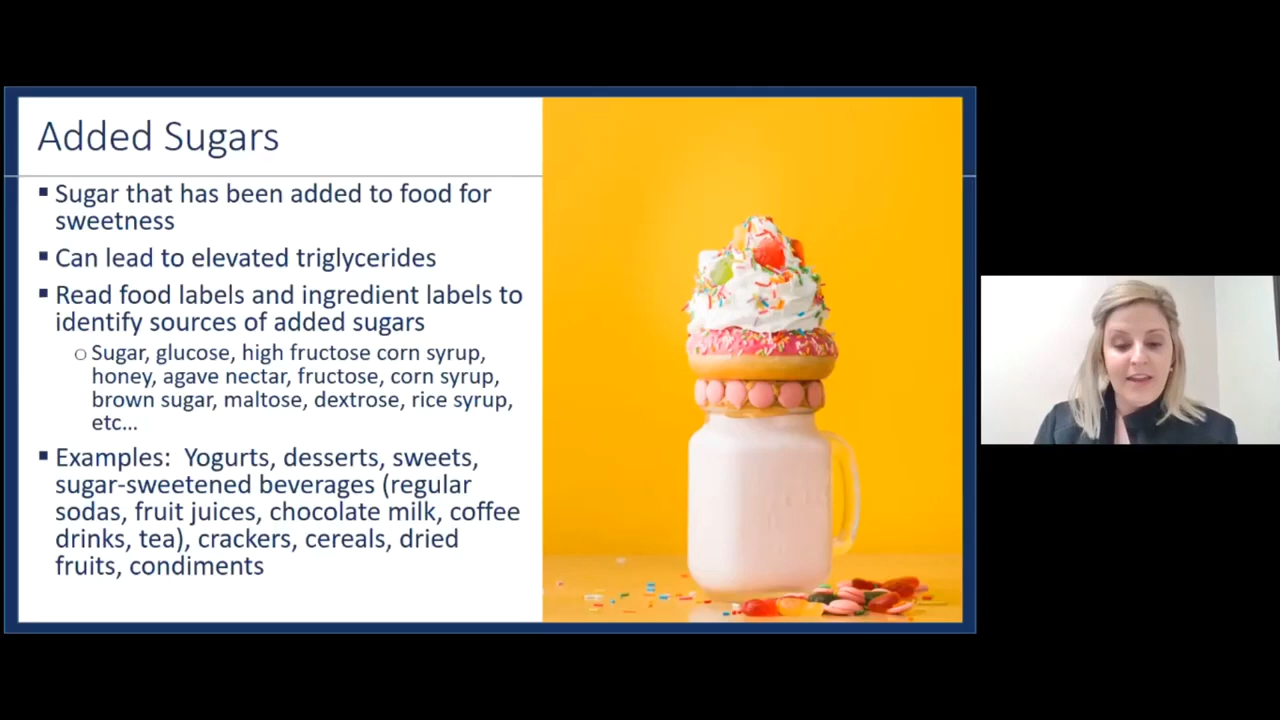 Added Sugars
▪ Sugar that has been added to food for
sweetness
▪ Can lead to elevated triglycerides
▪ Read food labels and ingredient labels to
identify sources of added sugars
○ Sugar, glucose, high fructose corn syrup,
honey, agave nectar, fructose, corn syrup,
brown sugar, maltose, dextrose, rice syrup,
etc...
▪ Examples:  Yogurts, desserts, sweets,
sugar-sweetened beverages (regular
sodas, fruit juices, chocolate milk, coffee
drinks, tea), crackers, cereals, dried
fruits, condiments